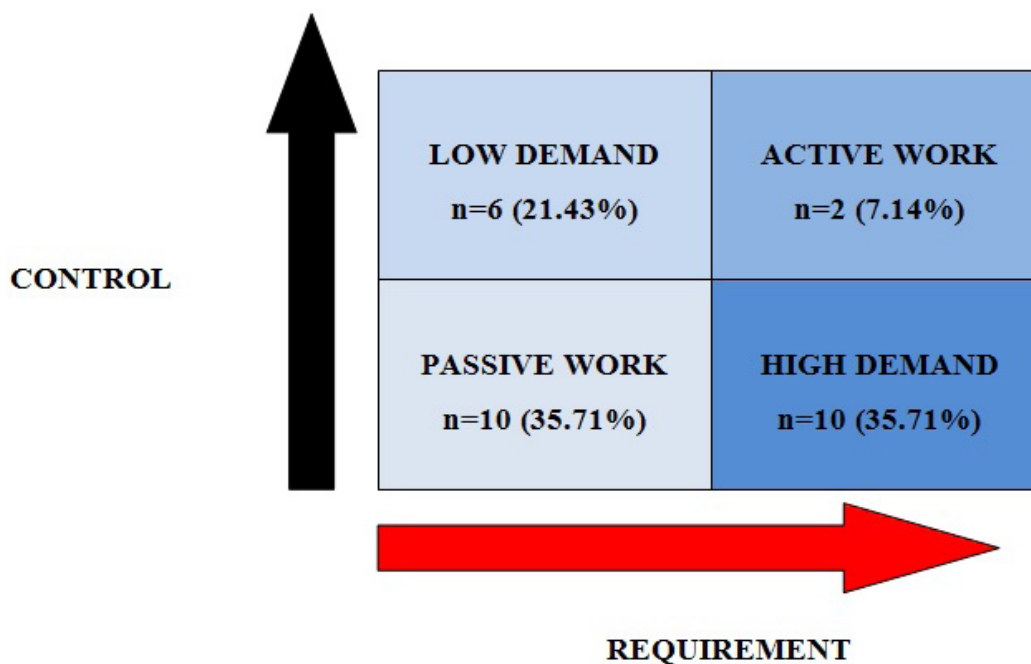 LOW DEMAND
n=6 (21.43%)
ACTIVE WORK
n=2 (7.14%)
CONTROL
PASSIVE WORK
n=10 (35.71%)
HIGH DEMAND
n=10 (35.71%)
REQUIREMENT